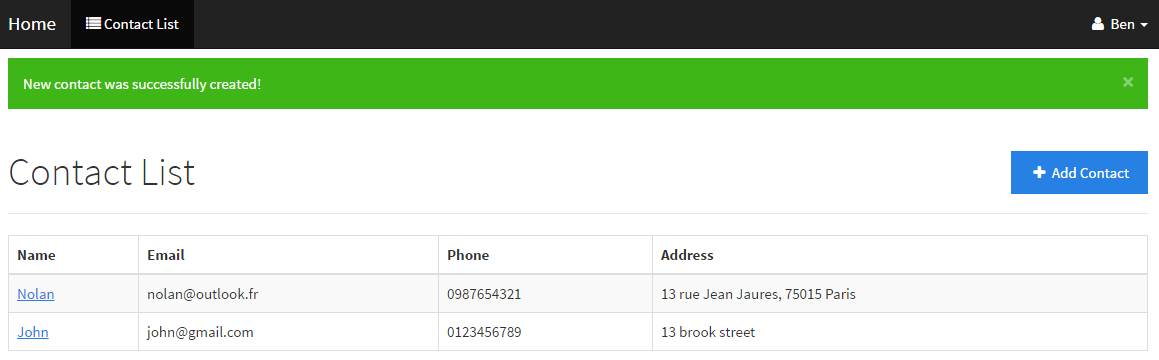 Home Contact List Ben
New contact was successfully created! ×
Contact List
Add Contact
Name Email Phone Address
Nolan nolan@outlook.fr 0987654321 13 rue Jean Jaures, 75015 Paris
John john@gmail.com 0123456789 13 brook street